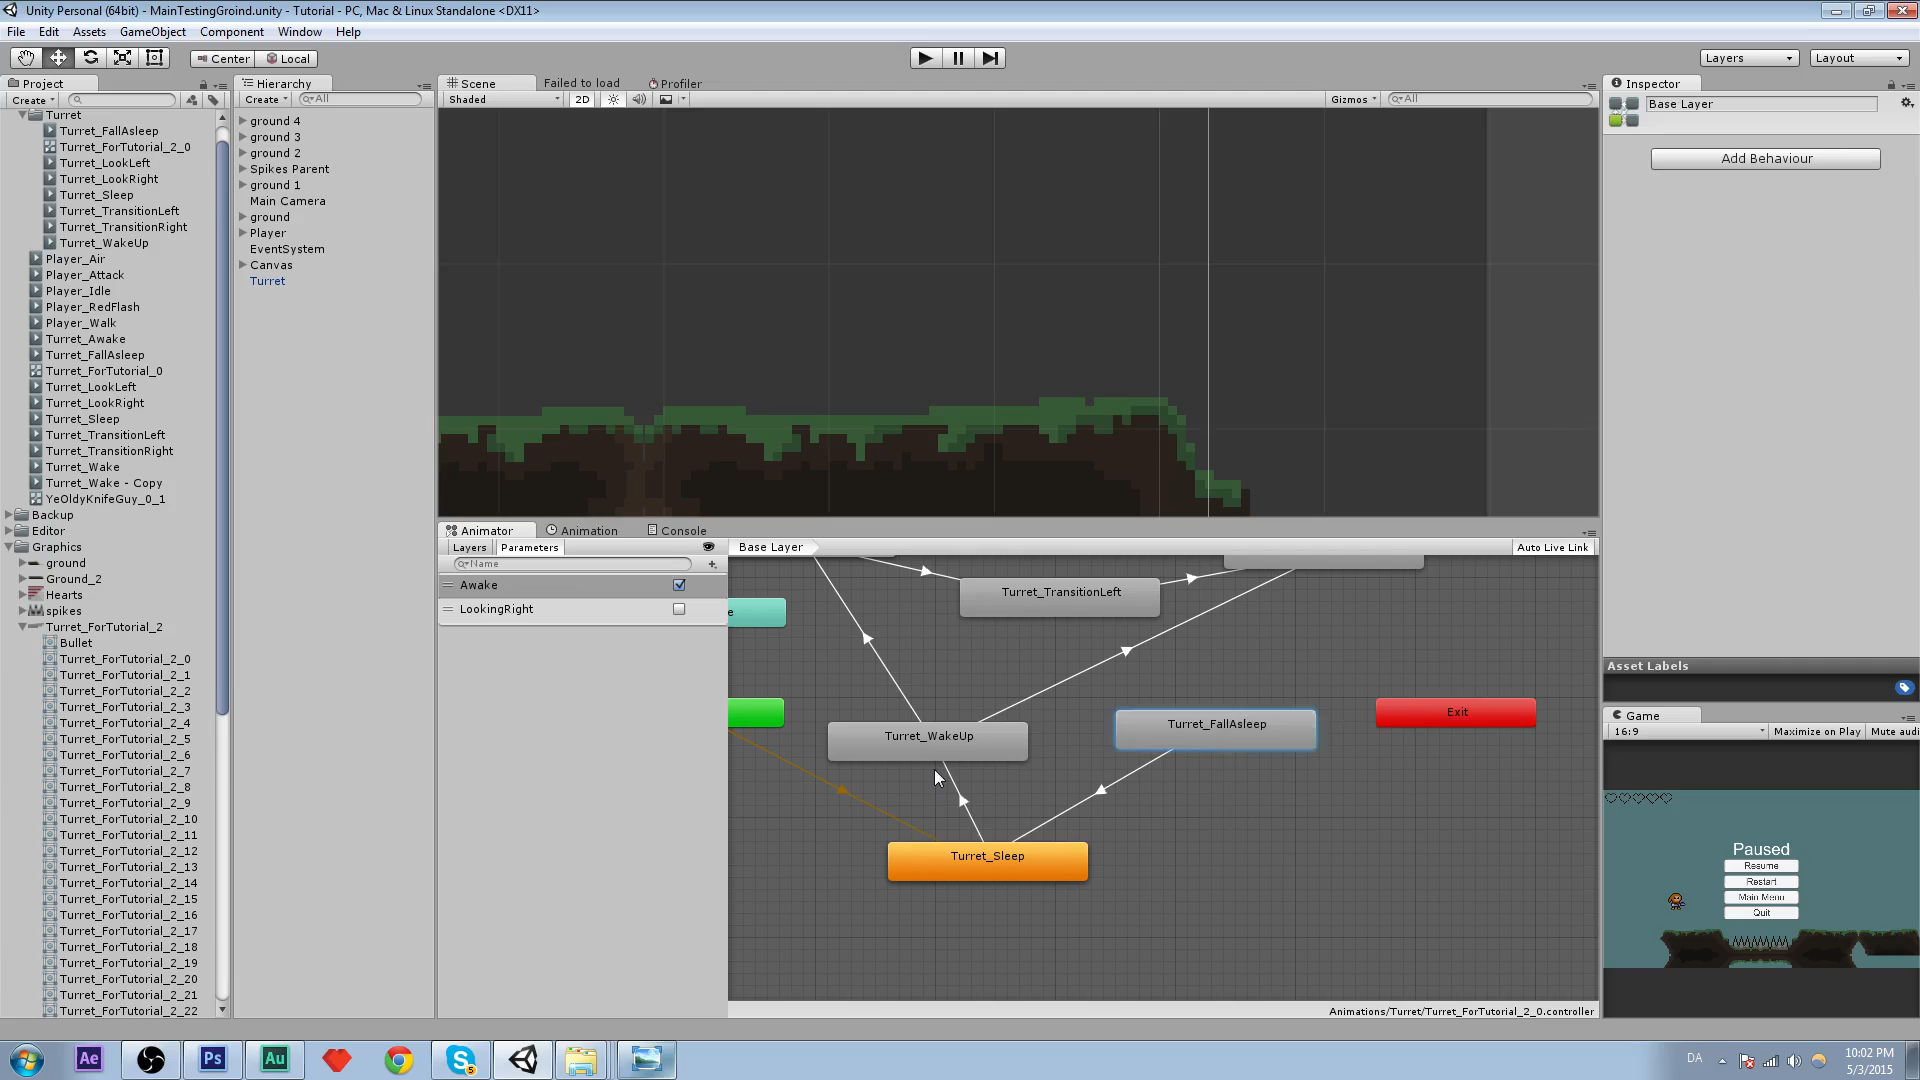 Unity Personal (64bit) - MainTestingGroind.unity - Tutorial - PC, Mac & Linux Standalone <DX11>
File Edit Assets GameObject Component Window Help
Center Local Layers Layout
Project
Create
Turret
Turret_FallAsleep
Turret_ForTutorial_2_0
Turret_LookLeft
Turret_LookRight
Turret_Sleep
Turret_TransitionLeft
Turret_TransitionRight
Turret_WakeUp
Player_Air
Player_Attack
Player_Idle
Player_RedFlash
Player_Walk
Turret_Awake
Turret_FallAsleep
Turret_ForTutorial_0
Turret_LookLeft
Turret_LookRight
Turret_Sleep
Turret_TransitionLeft
Turret_TransitionRight
Turret_Wake
Turret_Wake - Copy
YeOldyKnifeGuy_0_1
Backup
Editor
Graphics
ground
Ground_2
Hearts
spikes
Turret_ForTutorial_2
Bullet
Turret_ForTutorial_2_0
Turret_ForTutorial_2_1
Turret_ForTutorial_2_2
Turret_ForTutorial_2_3
Turret_ForTutorial_2_4
Turret_ForTutorial_2_5
Turret_ForTutorial_2_6
Turret_ForTutorial_2_7
Turret_ForTutorial_2_8
Turret_ForTutorial_2_9
Turret_ForTutorial_2_10
Turret_ForTutorial_2_11
Turret_ForTutorial_2_12
Turret_ForTutorial_2_13
Turret_ForTutorial_2_14
Turret_ForTutorial_2_15
Turret_ForTutorial_2_16
Turret_ForTutorial_2_17
Turret_ForTutorial_2_18
Turret_ForTutorial_2_19
Turret_ForTutorial_2_20
Turret_ForTutorial_2_21
Turret_ForTutorial_2_22
Hierarchy
Create All
ground 4
ground 3
ground 2
Spikes Parent
ground 1
Main Camera
ground
Player
EventSystem
Canvas
Turret
Scene Failed to load Profiler
Shaded 2D Gizmos All
Animator Animation Console
Layers Parameters
Name
Awake
LookingRight
Base Layer Auto Live Link
e
Turret_TransitionLeft
Turret_WakeUp
Turret_FallAsleep
Exit
Turret_Sleep
Animations/Turret/Turret_ForTutorial_2_0.controller
Inspector
Base Layer
Add Behaviour
Asset Labels
Game
16:9 Maximize on Play Mute audi
Paused
Resume
Restart
Main Menu
Quit
Ae Ps Au S 5
DA
10:02 PM
5/3/2015